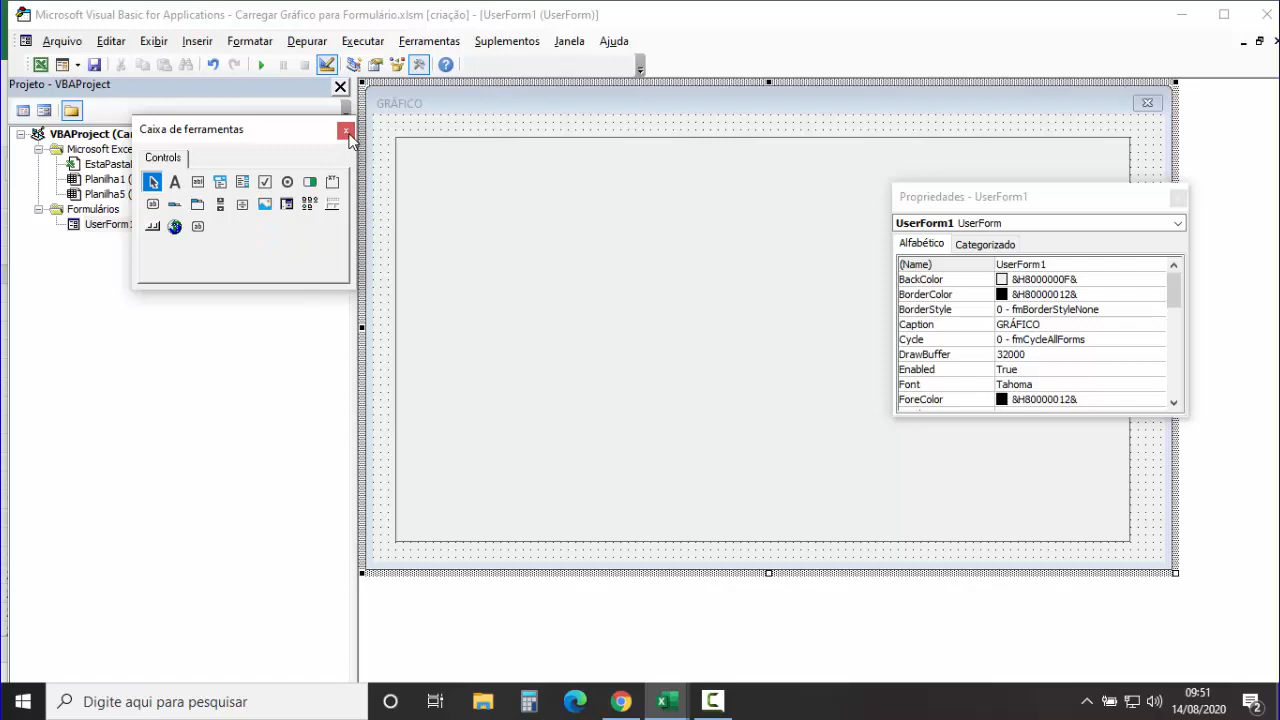 Microsoft Visual Basic for Applications - Carregar Gráfico para Formulário.xlsm [criação] - [UserForm1 (UserForm)]
Arquivo Editar Exibir Inserir Formatar Depurar Executar Ferramentas Suplementos Janela Ajuda
Projeto - VBAProject
VBAProject (Car
Microsoft Exce
EstaPasta
Planilha1 (
Planilha5 (
Formulários
UserForm1
Caixa de ferramentas
Controls
GRÁFICO
Propriedades - UserForm1
UserForm1 UserForm
Alfabético Categorizado
(Name) UserForm1
BackColor &H8000000F&
BorderColor &H80000012&
BorderStyle 0 - fmBorderStyleNone
Caption GRÁFICO
Cycle 0 - fmCycleAllForms
DrawBuffer 32000
Enabled True
Font Tahoma
ForeColor &H80000012&
Digite aqui para pesquisar
09:51
14/08/2020
2